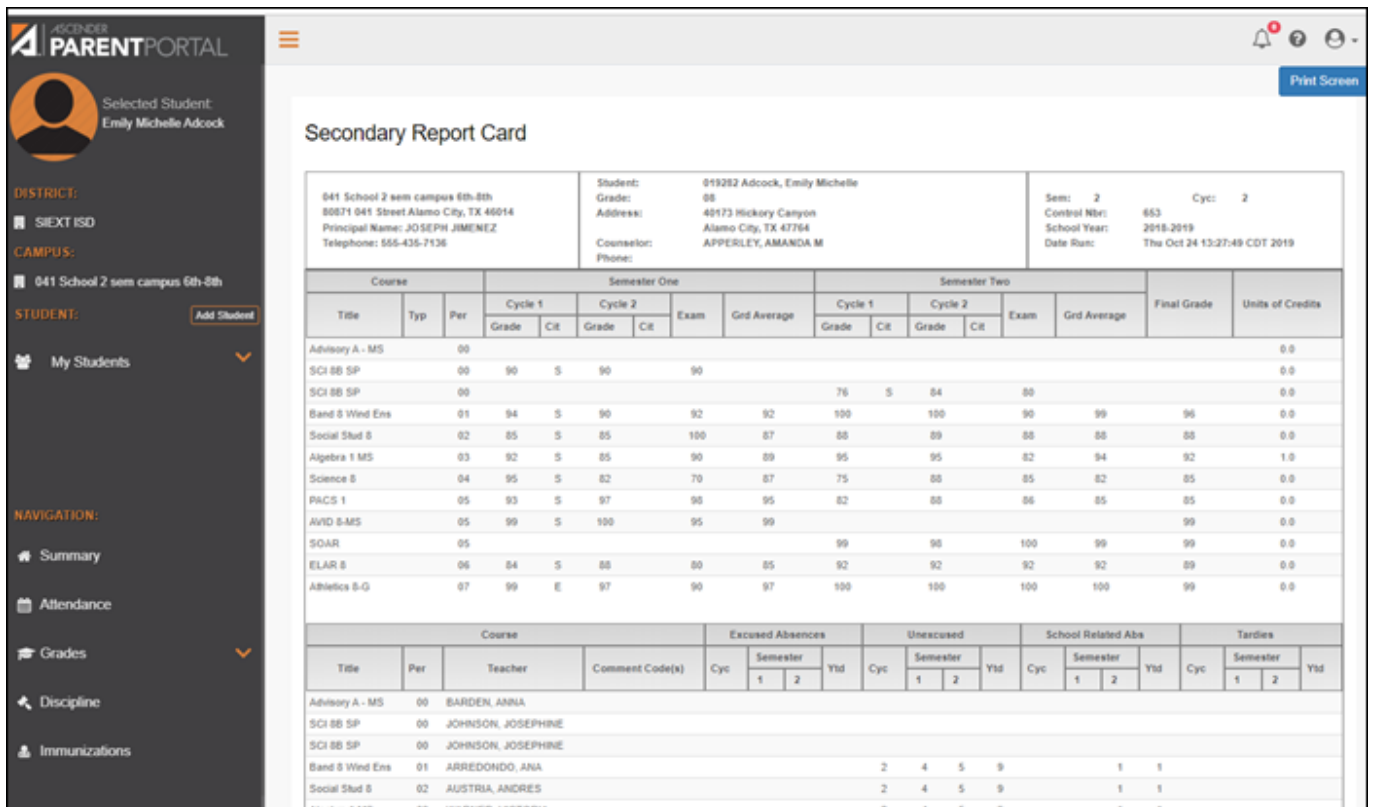 ASCENDER
PARENTPORTAL
Selected Student:
Emily Michelle Adcock
DISTRICT:
SIEXT ISD
CAMPUS:
041 School 2 sem campus 6th-8th
STUDENT: Add Student
My Students
NAVIGATION:
Summary
Attendance
Grades
Discipline
Immunizations
0
Print Screen
Secondary Report Card
041 School 2 sem campus 6th-8th
80871 041 Street Alamo City, TX 46014
Principal Name: JOSEPH JIMENEZ
Telephone: 555-435-7136
Student: 019282 Adcock, Emily Michelle
Grade: 08
Address: 40173 Hickory Canyon
Alamo City, TX 47764
Counselor: APPERLEY, AMANDA M
Phone:
Sem: 2 Cyc: 2
Control Nbr: 653
School Year: 2018-2019
Date Run: Thu Oct 24 13:27:49 CDT 2019
Course Semester One Semester Two Final Grade Units of Credits
Title Typ Per Cycle 1 Cycle 2 Exam Grd Average Cycle 1 Cycle 2 Exam Grd Average
Grade Cit Grade Cit Grade Cit Grade Cit
Advisory A - MS 00 0.0
SCI 8B SP 00 90 S 90 90 0.0
SCI 8B SP 00 76 S 84 80 0.0
Band 8 Wind Ens 01 94 S 90 92 92 100 100 90 99 96 0.0
Social Stud 8 02 85 S 85 100 87 88 89 88 88 88 0.0
Algebra 1 MS 03 92 S 85 90 89 95 95 82 94 92 1.0
Science 8 04 95 S 82 70 87 75 88 85 82 85 0.0
PACS 1 05 93 S 97 98 95 82 88 86 85 85 0.0
AVID 8-MS 05 99 S 100 95 99 99 0.0
SOAR 05 99 98 100 99 99 0.0
ELAR 8 06 84 S 88 80 85 92 92 92 92 89 0.0
Athletics 8-G 07 99 E 97 90 97 100 100 100 100 99 0.0
Course Excused Absences Unexcused School Related Abs Tardies
Title Per Teacher Comment Code(s) Cyc Semester Ytd Cyc Semester Ytd Cyc Semester Ytd Cyc Semester Ytd
1 2 1 2 1 2 1 2
Advisory A - MS 00 BARDEN, ANNA
SCI 8B SP 00 JOHNSON, JOSEPHINE
SCI 8B SP 00 JOHNSON, JOSEPHINE
Band 8 Wind Ens 01 ARREDONDO, ANA 2 4 5 9 1 1
Social Stud 8 02 AUSTRIA, ANDRES 2 4 5 9 1 1